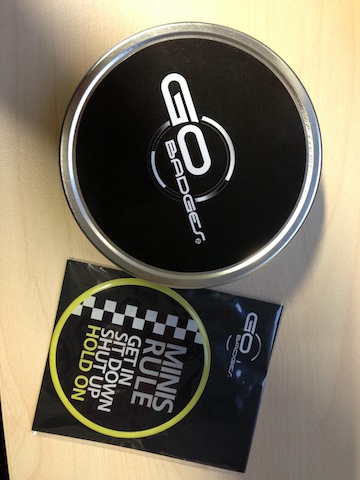 GO
BADGES
GO
BADGES
MINIS
RULE
GET IN
SIT DOWN
SHUT UP
HOLD ON